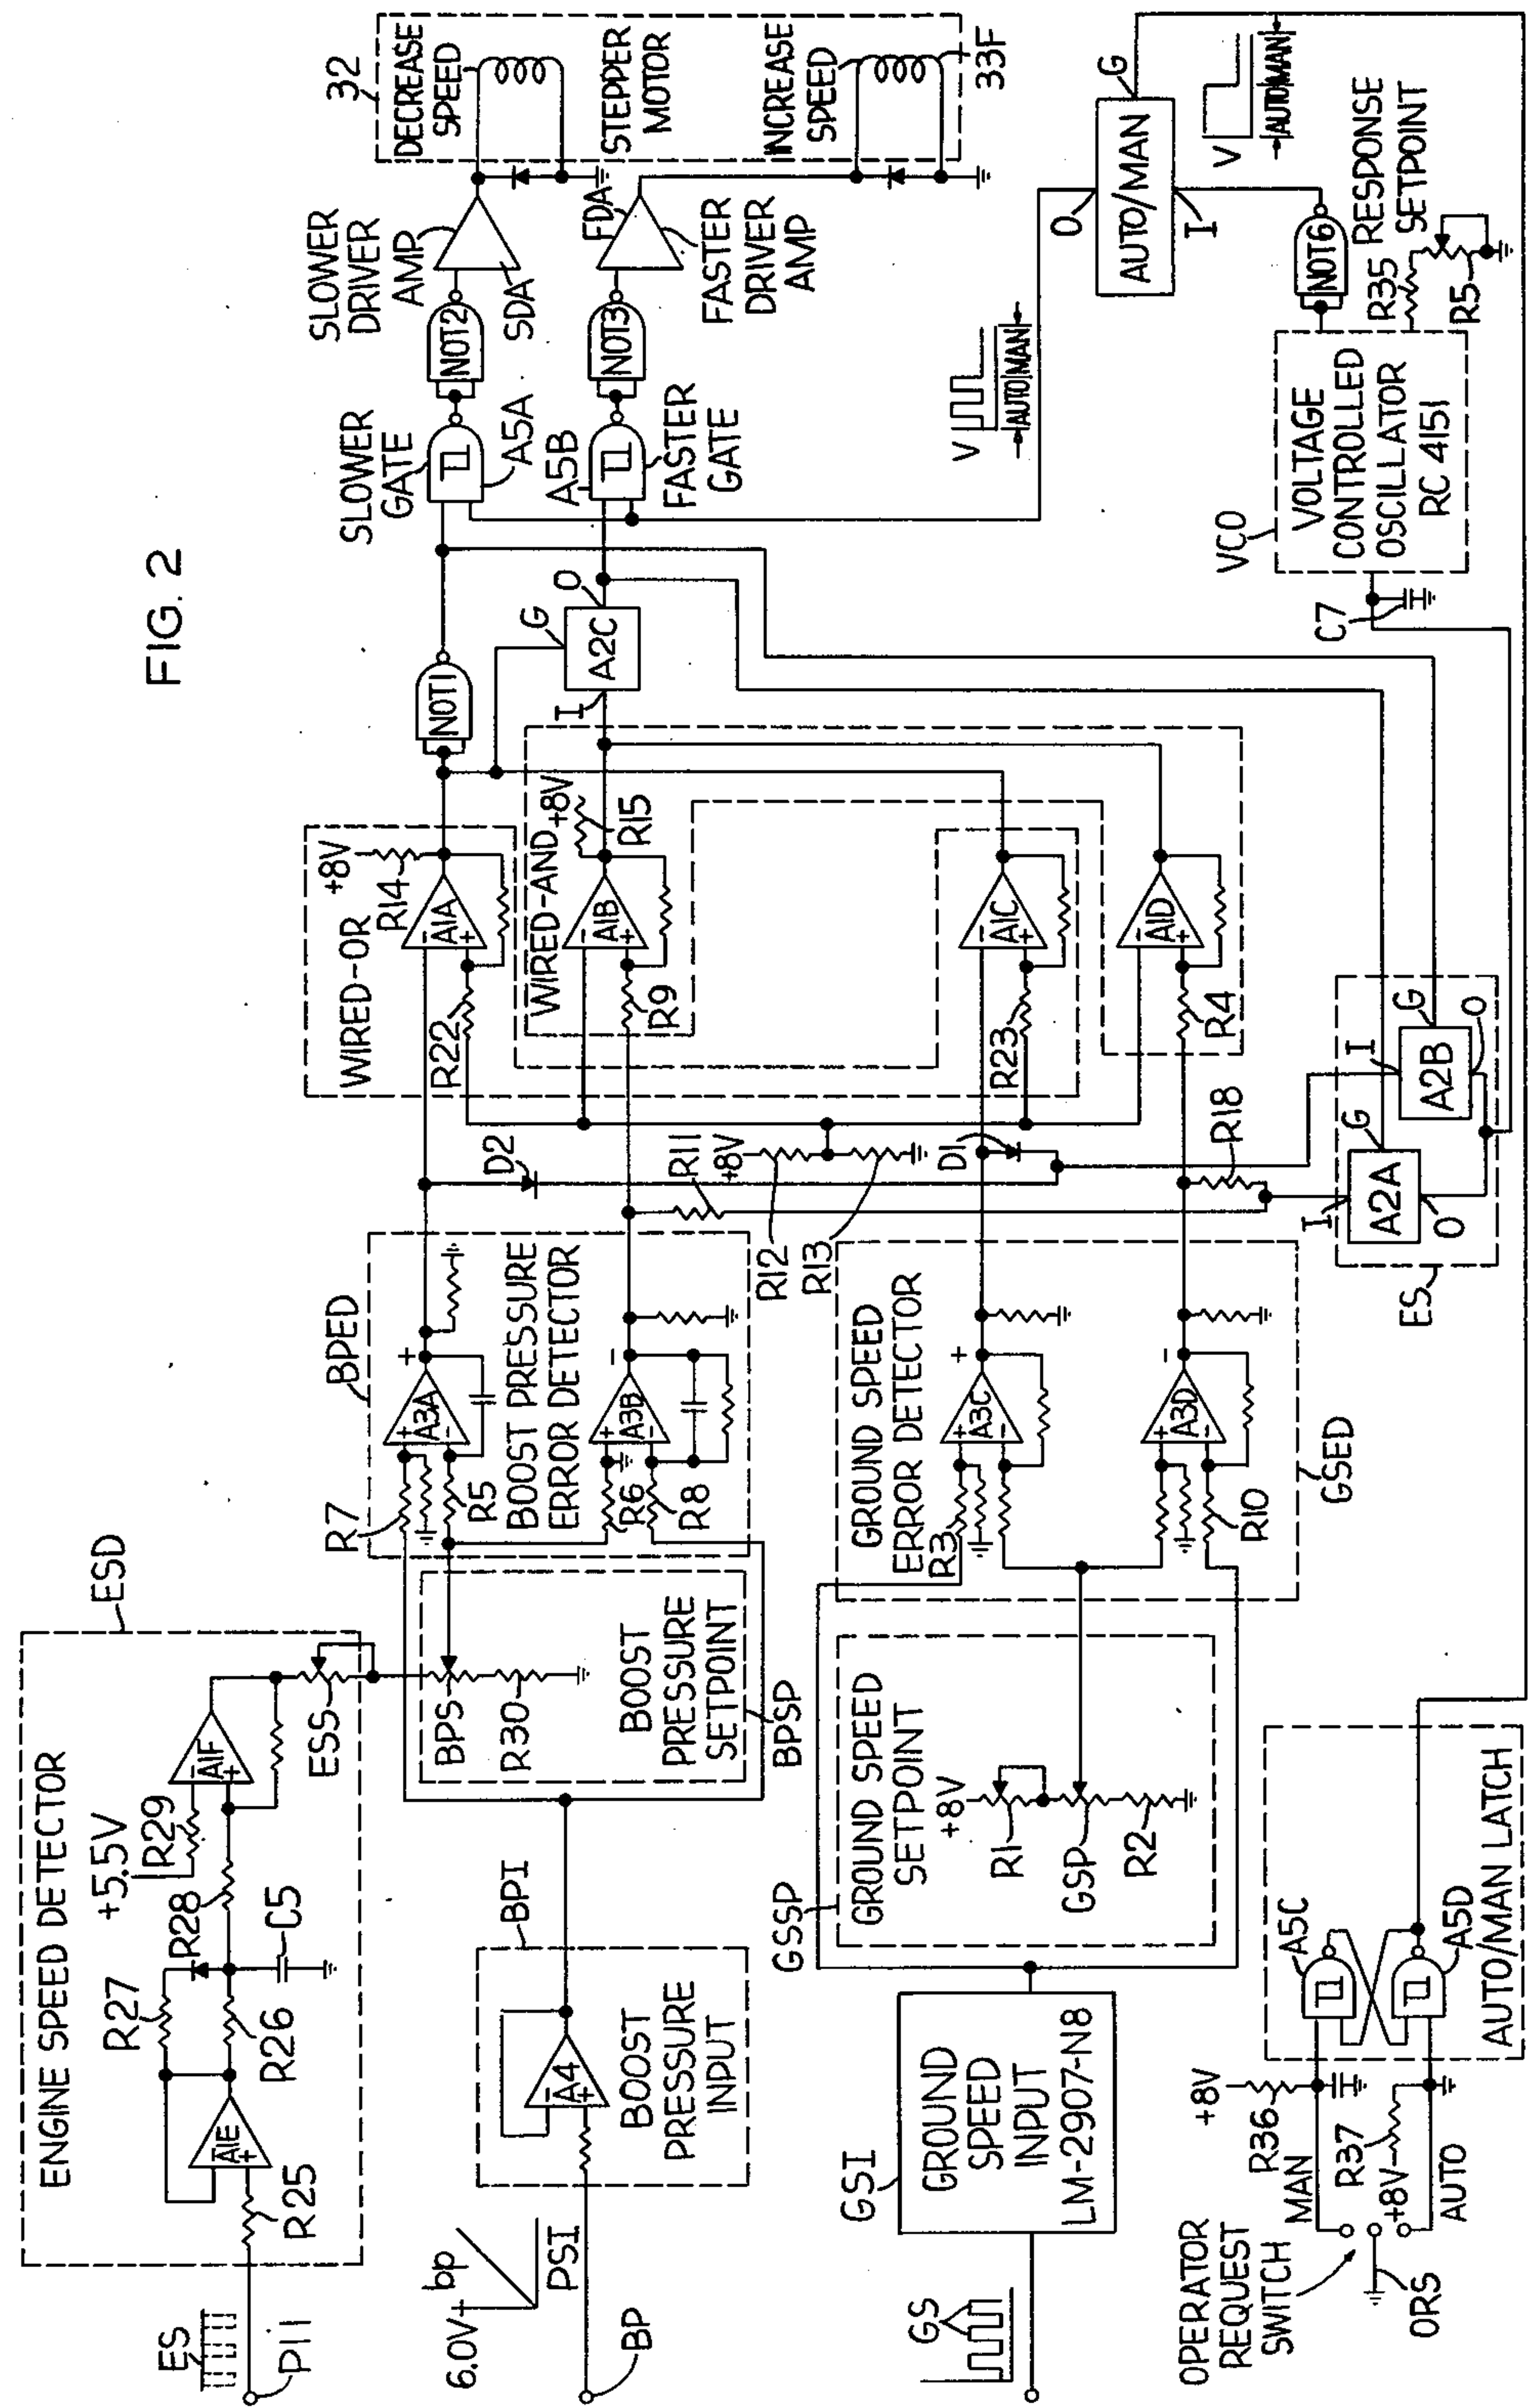 FIG. 2
ENGINE SPEED DETECTOR
ESD
ES
P11
R25
A1E
R26
R27
R28
C5
+5.5V
R29
A1F
ESS
6.0V
bp
PSI
BP
BPI
A4
BOOST
PRESSURE
INPUT
BPS
R30
BOOST
PRESSURE
SETPOINT
BPSP
BPED
R7
R5
A3A
BOOST PRESSURE
ERROR DETECTOR
A3B
R6
R8
GS
GSI
GROUND
SPEED
INPUT
LM-2907-N8
GSSP
GROUND SPEED
SETPOINT
+8V
R1
GSP
R2
GROUND SPEED
ERROR DETECTOR
R3
A3C
A3D
R10
GSED
OPERATOR
REQUEST
SWITCH
ORS
MAN
AUTO
+8V
R36
R37
+8V
A5C
A5D
AUTO/MAN LATCH
D2
R11
+8V
R12
R13
D1
R18
WIRED-OR
+8V
R14
A1A
R22
WIRED-AND
+8V
R15
A1B
R9
A1C
R23
A1D
R4
ES
A2A
I
G
O
A2B
I
G
O
NOT1
A2C
I
G
O
SLOWER
GATE
A5A
A5B
FASTER
GATE
NOT2
NOT3
SLOWER
DRIVER
AMP
SDA
FDA
FASTER
DRIVER
AMP
32
DECREASE
SPEED
STEPPER
MOTOR
INCREASE
SPEED
33F
V
AUTO MAN
AUTO/MAN
O
I
G
V
AUTO MAN
NOT6
R35
RESPONSE
SETPOINT
R5
VCO
VOLTAGE
CONTROLLED
OSCILLATOR
RC 4151
C7